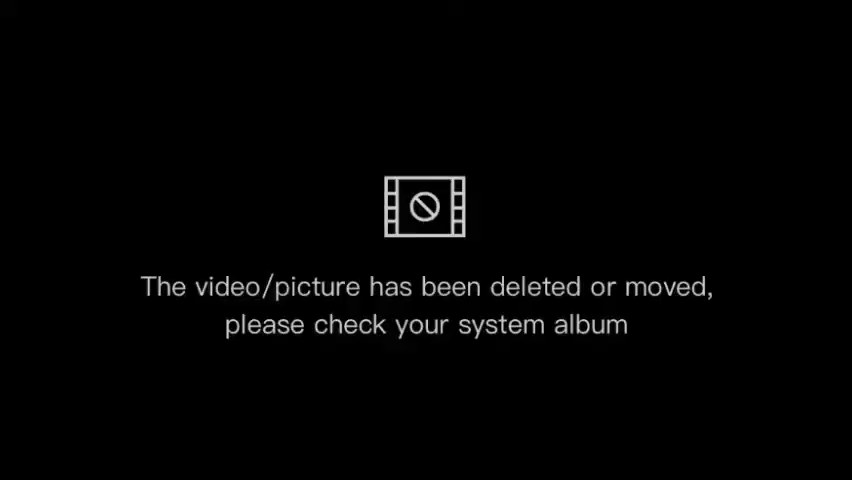 The video/picture has been deleted or moved,
please check your system album